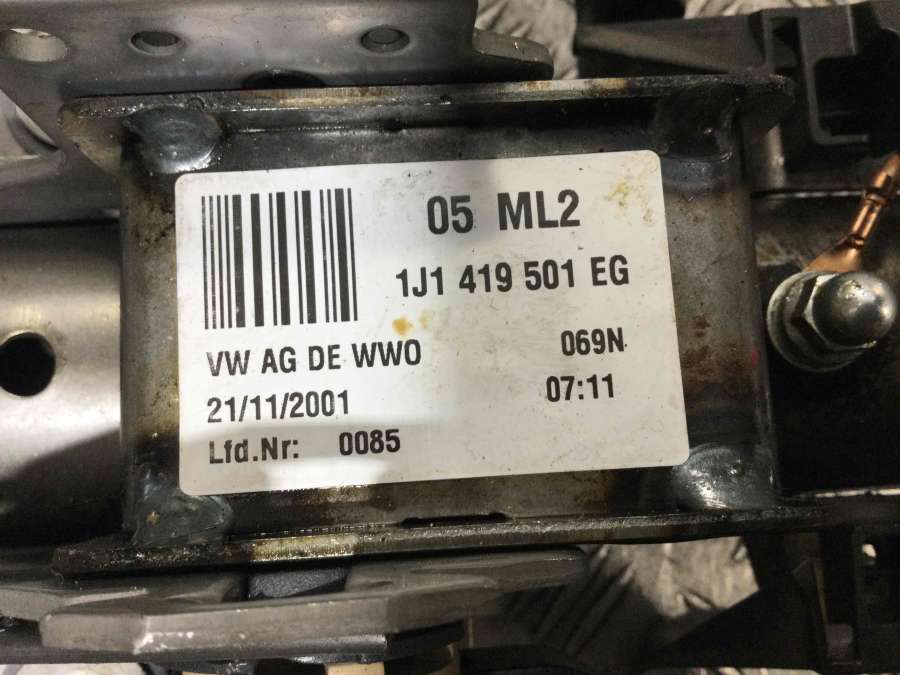 05 ML2
1J1 419 501 EG
VW AG DE WWO 069N
21/11/2001 07:11
Lfd.Nr: 0085